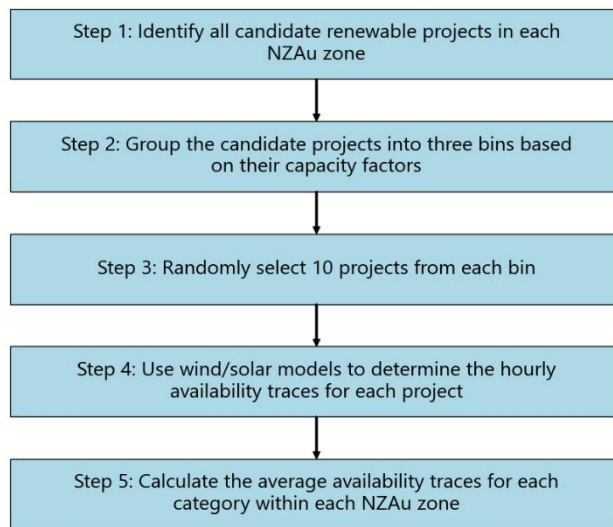 Step 1: Identify all candidate renewable projects in each
NZAu zone
Step 2: Group the candidate projects into three bins based
on their capacity factors
Step 3: Randomly select 10 projects from each bin
Step 4: Use wind/solar models to determine the hourly
availability traces for each project
Step 5: Calculate the average availability traces for each
category within each NZAu zone